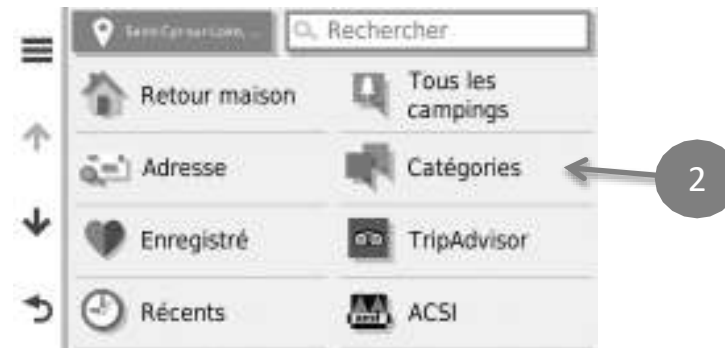 Rechercher
Retour maison
Tous les
campings
Adresse
Catégories
2
Enregistré
TripAdvisor
Récents
ACSI